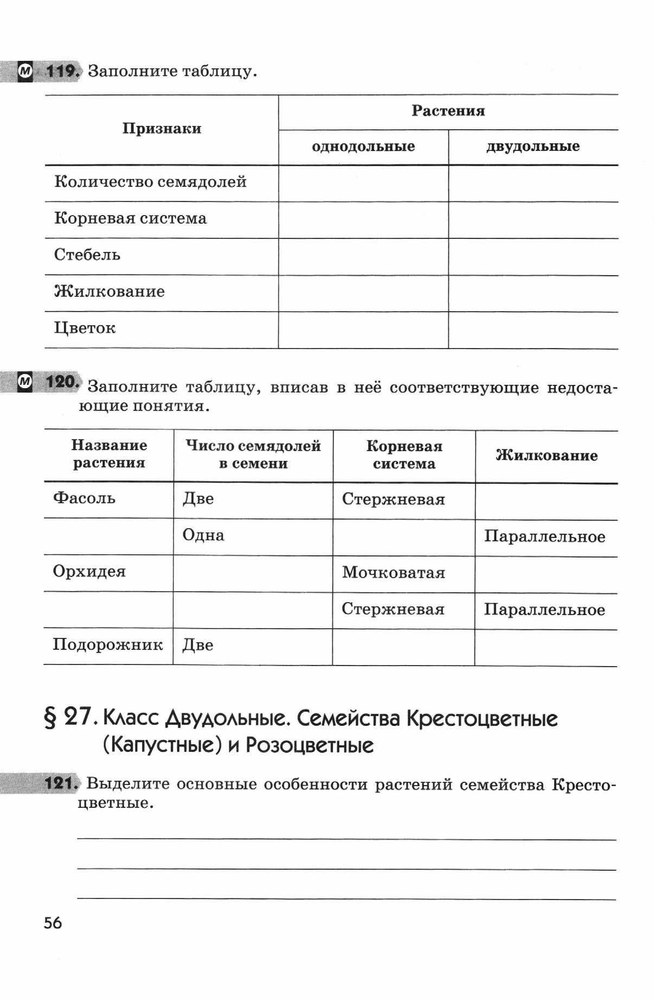 М 119. Заполните таблицу.
Признаки
Растения
однодольные двудольные
Количество семядолей
Корневая система
Стебель
Жилкование
Цветок
М 120. Заполните таблицу, вписав в неё соответствующие недоста-
ющие понятия.
Название Число семядолей Корневая Жилкование
растения в семени система
Фасоль Две Стержневая
Одна Параллельное
Орхидея Мочковатая
Стержневая Параллельное
Подорожник Две
§ 27. Класс Двудольные. Семейства Крестоцветные
(Капустные) и Розоцветные
121. Выделите основные особенности растений семейства Кресто-
цветные.
56